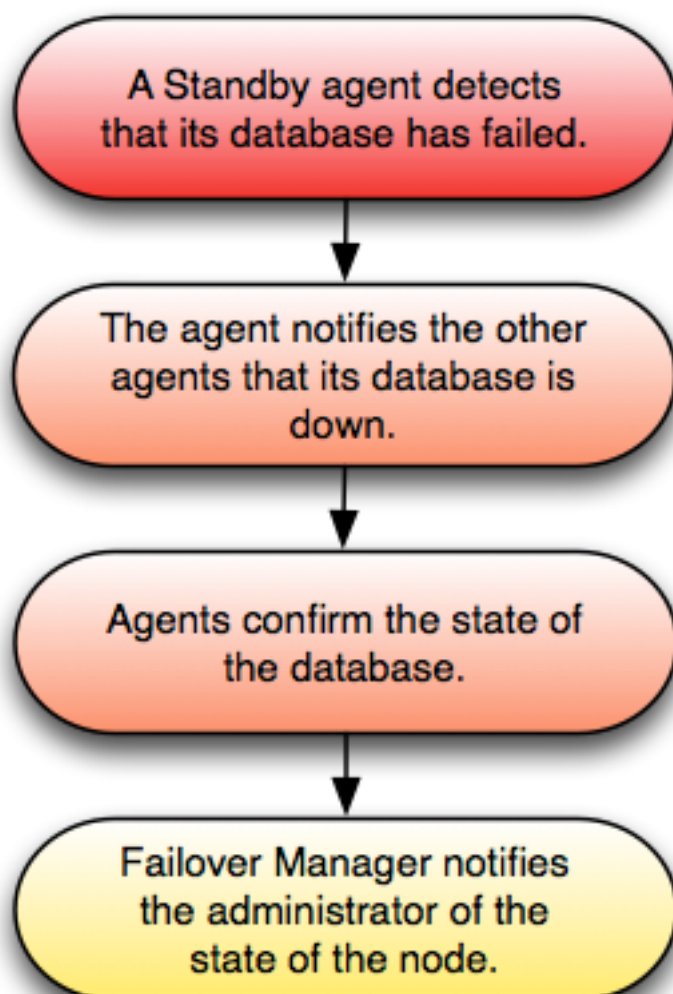 A Standby agent detects
that its database has failed.
The agent notifies the other
agents that its database is
down.
Agents confirm the state of
the database.
Failover Manager notifies
the administrator of the
state of the node.